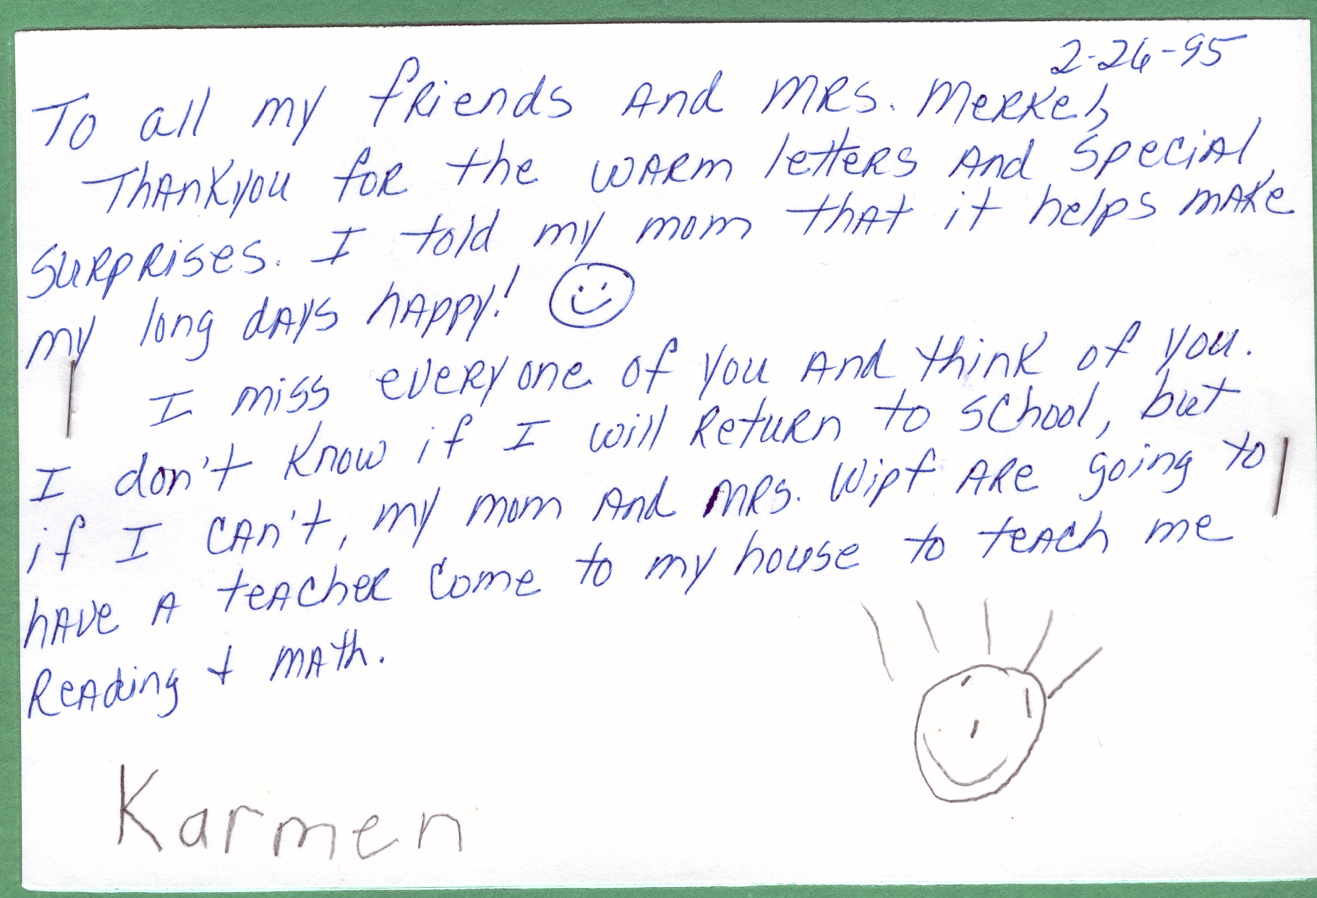 2-26-95
To all my friends and Mrs. Merkel,
Thankyou for the warm letters and special
surprises. I told my mom that it helps make
my long days happy!
I miss everyone of you and think of you.
I don't know if I will return to school, but
if I can't, my mom and Mrs. Wipf are going to
have a teacher come to my house to teach me
Reading + math.
Karmen